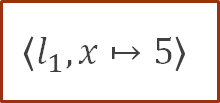 ⟨l₁, x ↦ 5⟩